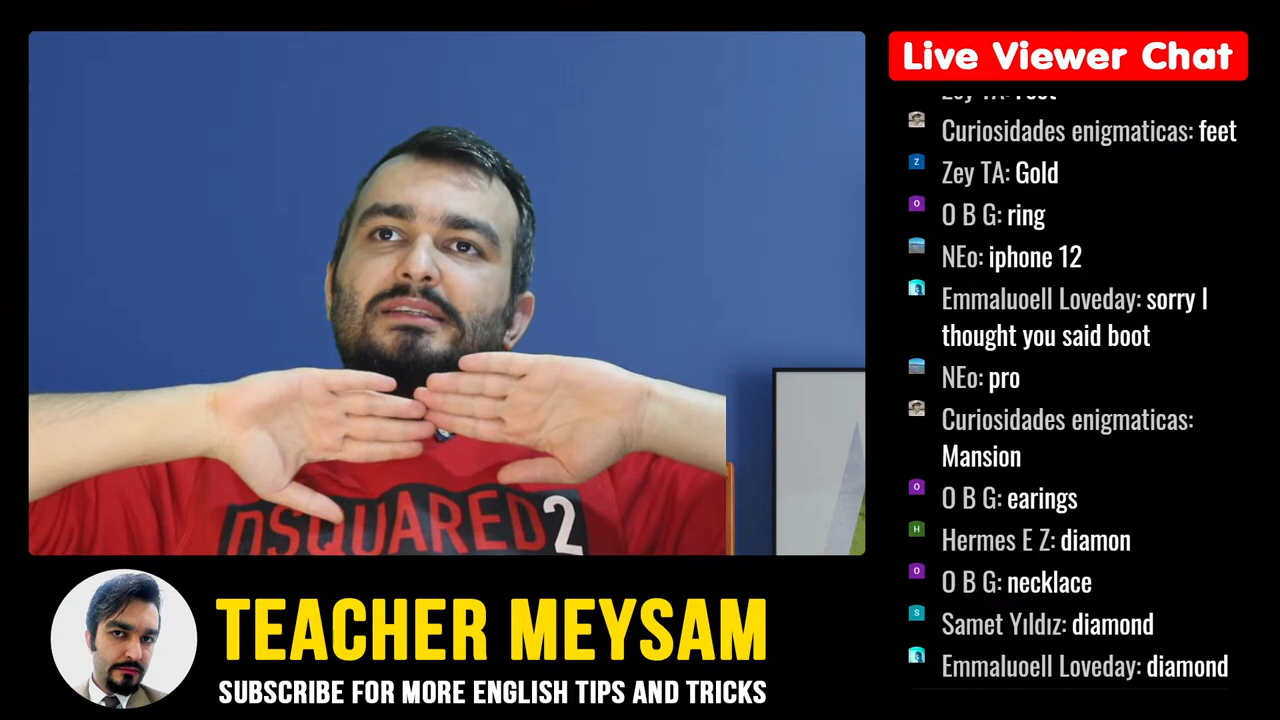 Live Viewer Chat
Curiosidades enigmaticas: feet
Z
Zey TA: Gold
O
O B G: ring
NEo: iphone 12
Emmaluoell Loveday: sorry I
thought you said boot
NEo: pro
Curiosidades enigmaticas:
Mansion
O
O B G: earings
H
Hermes E Z: diamon
O
O B G: necklace
S
Samet Yıldız: diamond
Emmaluoell Loveday: diamond
DSQUARED2
TEACHER MEYSAM
SUBSCRIBE FOR MORE ENGLISH TIPS AND TRICKS